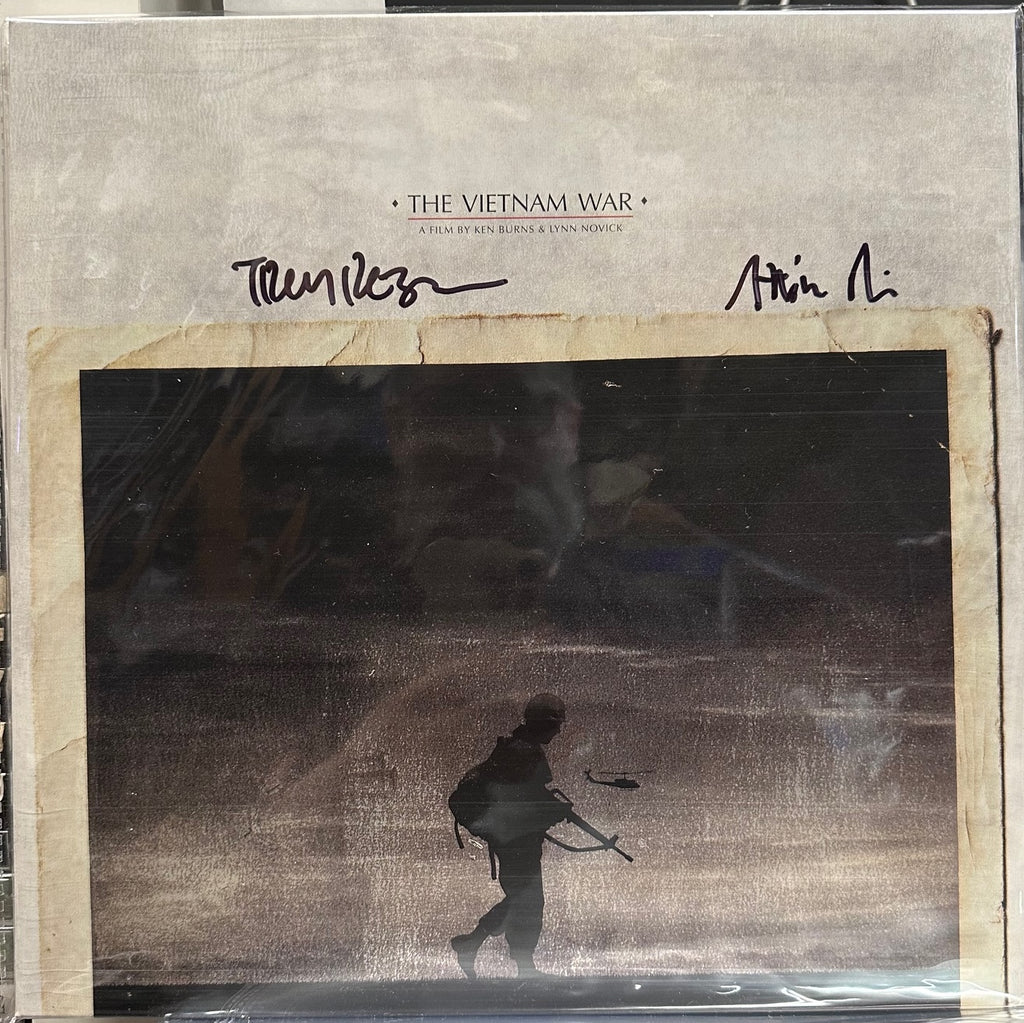 ♦ THE VIETNAM WAR ♦
A FILM BY KEN BURNS & LYNN NOVICK